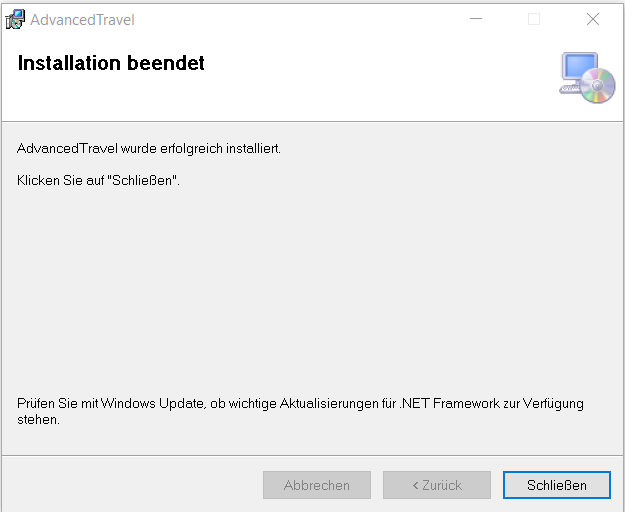 AdvancedTravel
Installation beendet
AdvancedTravel wurde erfolgreich installiert.
Klicken Sie auf "Schließen".
Prüfen Sie mit Windows Update, ob wichtige Aktualisierungen für .NET Framework zur Verfügung
stehen.
Abbrechen
< Zurück
Schließen